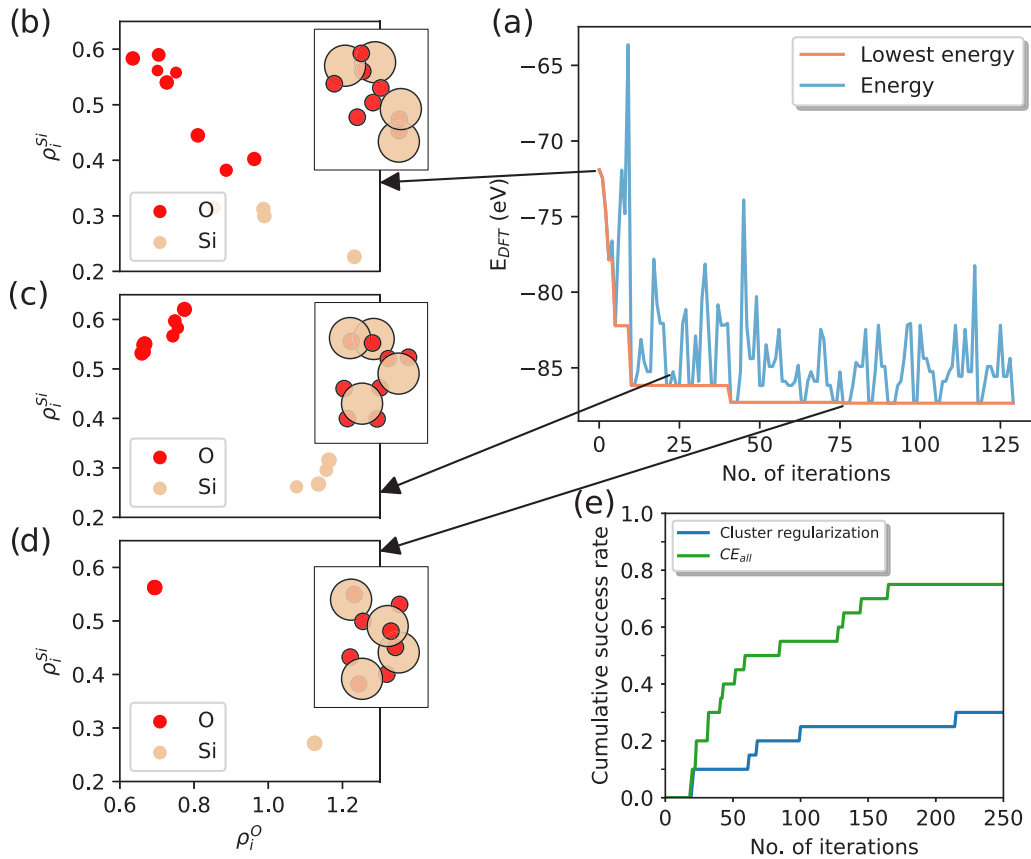 (b)
0.6
0.5
0.4
0.3
0.2
ρ_i^{Si}
O
Si
(a)
Lowest energy
Energy
−65
−70
−75
−80
−85
E_{DFT} (eV)
0 25 50 75 100 125
No. of iterations
(c)
0.6
0.5
0.4
0.3
0.2
ρ_i^{Si}
O
Si
(d)
0.6
0.5
0.4
0.3
0.2
ρ_i^{Si}
O
Si
0.6 0.8 1.0 1.2
ρ_i^O
(e)
Cluster regularization
CE_{all}
1.0
0.8
0.6
0.4
0.2
0.0
Cumulative success rate
0 50 100 150 200 250
No. of iterations